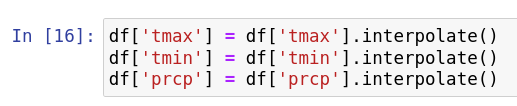 In [16]: df['tmax'] = df['tmax'].interpolate()
df['tmin'] = df['tmin'].interpolate()
df['prcp'] = df['prcp'].interpolate()